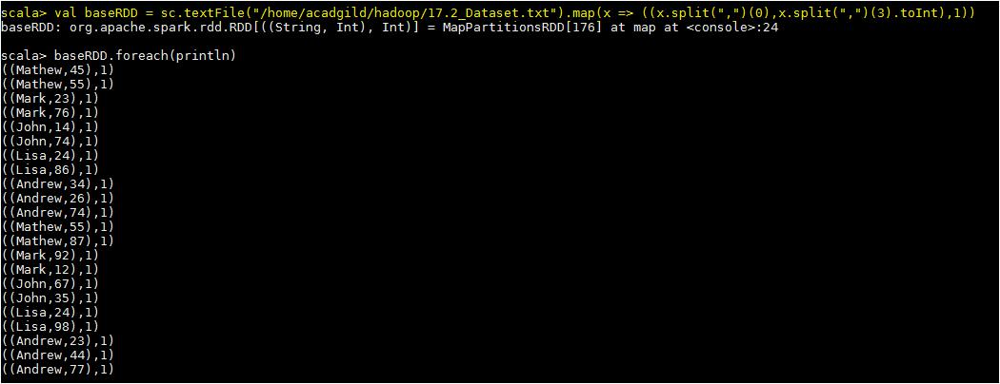 scala> val baseRDD = sc.textFile("/home/acadgild/hadoop/17.2_Dataset.txt").map(x => ((x.split(",")(0),x.split(",")(3).toInt),1))
baseRDD: org.apache.spark.rdd.RDD[((String, Int), Int)] = MapPartitionsRDD[176] at map at <console>:24
scala> baseRDD.foreach(println)
((Mathew,45),1)
((Mathew,55),1)
((Mark,23),1)
((Mark,76),1)
((John,14),1)
((John,74),1)
((Lisa,24),1)
((Lisa,86),1)
((Andrew,34),1)
((Andrew,26),1)
((Andrew,74),1)
((Mathew,55),1)
((Mathew,87),1)
((Mark,92),1)
((Mark,12),1)
((John,67),1)
((John,35),1)
((Lisa,24),1)
((Lisa,98),1)
((Andrew,23),1)
((Andrew,44),1)
((Andrew,77),1)